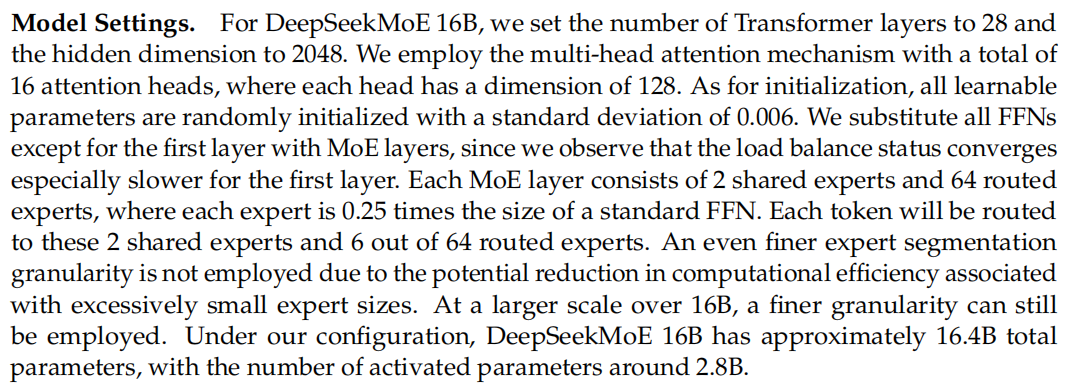 Model Settings. For DeepSeekMoE 16B, we set the number of Transformer layers to 28 and
the hidden dimension to 2048. We employ the multi-head attention mechanism with a total of
16 attention heads, where each head has a dimension of 128. As for initialization, all learnable
parameters are randomly initialized with a standard deviation of 0.006. We substitute all FFNs
except for the first layer with MoE layers, since we observe that the load balance status converges
especially slower for the first layer. Each MoE layer consists of 2 shared experts and 64 routed
experts, where each expert is 0.25 times the size of a standard FFN. Each token will be routed
to these 2 shared experts and 6 out of 64 routed experts. An even finer expert segmentation
granularity is not employed due to the potential reduction in computational efficiency associated
with excessively small expert sizes. At a larger scale over 16B, a finer granularity can still
be employed. Under our configuration, DeepSeekMoE 16B has approximately 16.4B total
parameters, with the number of activated parameters around 2.8B.